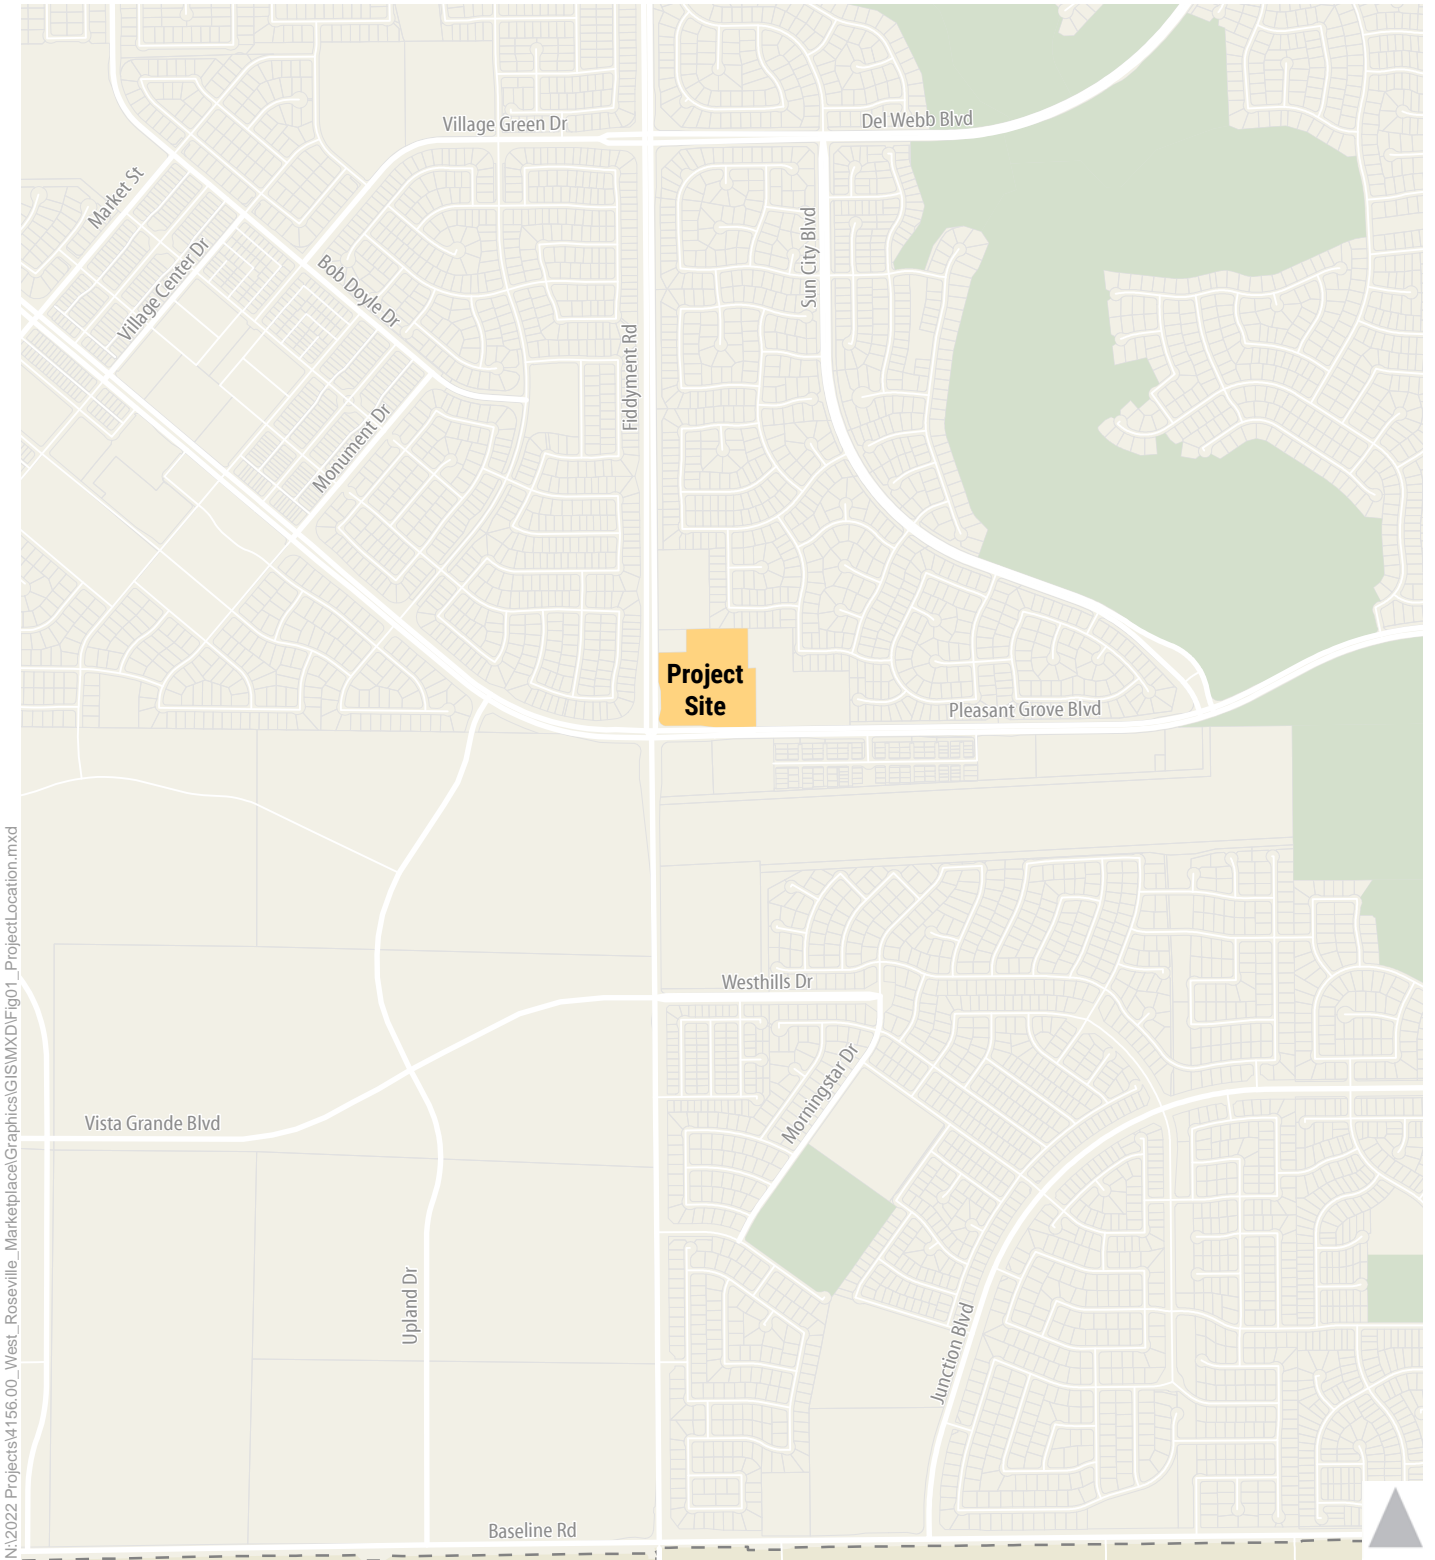 Village Green Dr
Del Webb Blvd
Market St
Village Center Dr
Bob Doyle Dr
Sun City Blvd
Fiddyment Rd
Monument Dr
Project
Site
Pleasant Grove Blvd
Westhills Dr
Morningstar Dr
Vista Grande Blvd
Upland Dr
Junction Blvd
Baseline Rd
N:\2022 Projects\4156.00_West_Roseville_Marketplace\Graphics\GIS\MXD\Fig01_ProjectLocation.mxd